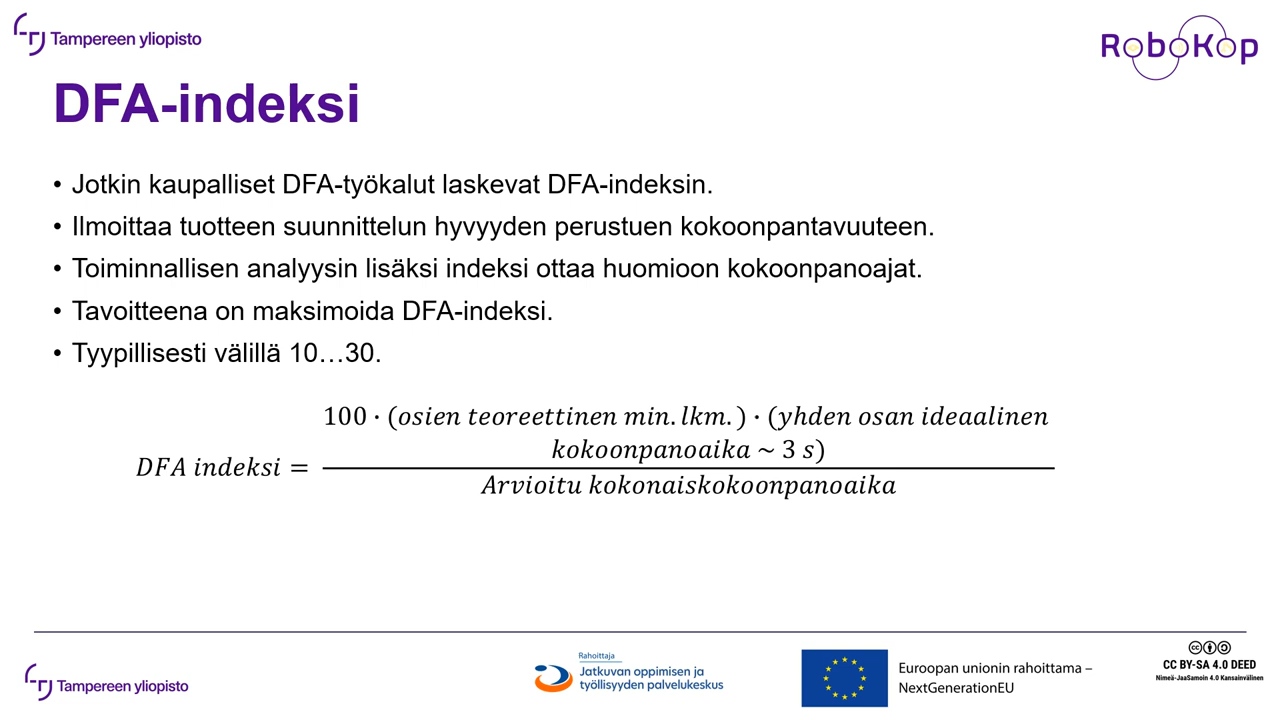 Tampereen yliopisto
RoboKop
DFA-indeksi
• Jotkin kaupalliset DFA-työkalut laskevat DFA-indeksin.
• Ilmoittaa tuotteen suunnittelun hyvyyden perustuen kokoonpantavuuteen.
• Toiminnallisen analyysin lisäksi indeksi ottaa huomioon kokoonpanoajat.
• Tavoitteena on maksimoida DFA-indeksi.
• Tyypillisesti välillä 10…30.
100 · (osien teoreettinen min. lkm. ) · (yhden osan ideaalinen
kokoonpanoaika ~ 3 s)
DFA indeksi =
Arvioitu kokonaiskokoonpanoaika
Tampereen yliopisto
Rahoittaja
Jatkuvan oppimisen ja
työllisyyden palvelukeskus
Euroopan unionin rahoittama –
NextGenerationEU
CC BY-SA 4.0 DEED
Nimeä-JaaSamoin 4.0 Kansainvälinen